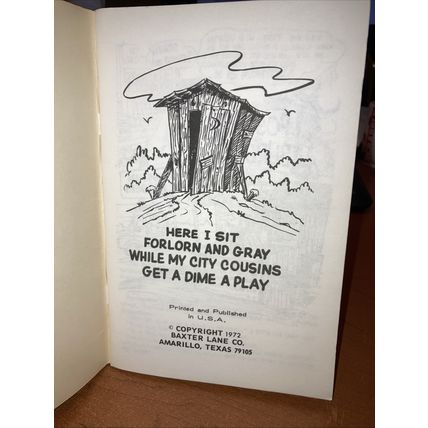 HERE I SIT
FORLORN AND GRAY
WHILE MY CITY COUSINS
GET A DIME A PLAY
Printed and Published
in U.S.A.
© COPYRIGHT 1972
BAXTER LANE CO.
AMARILLO, TEXAS 79105